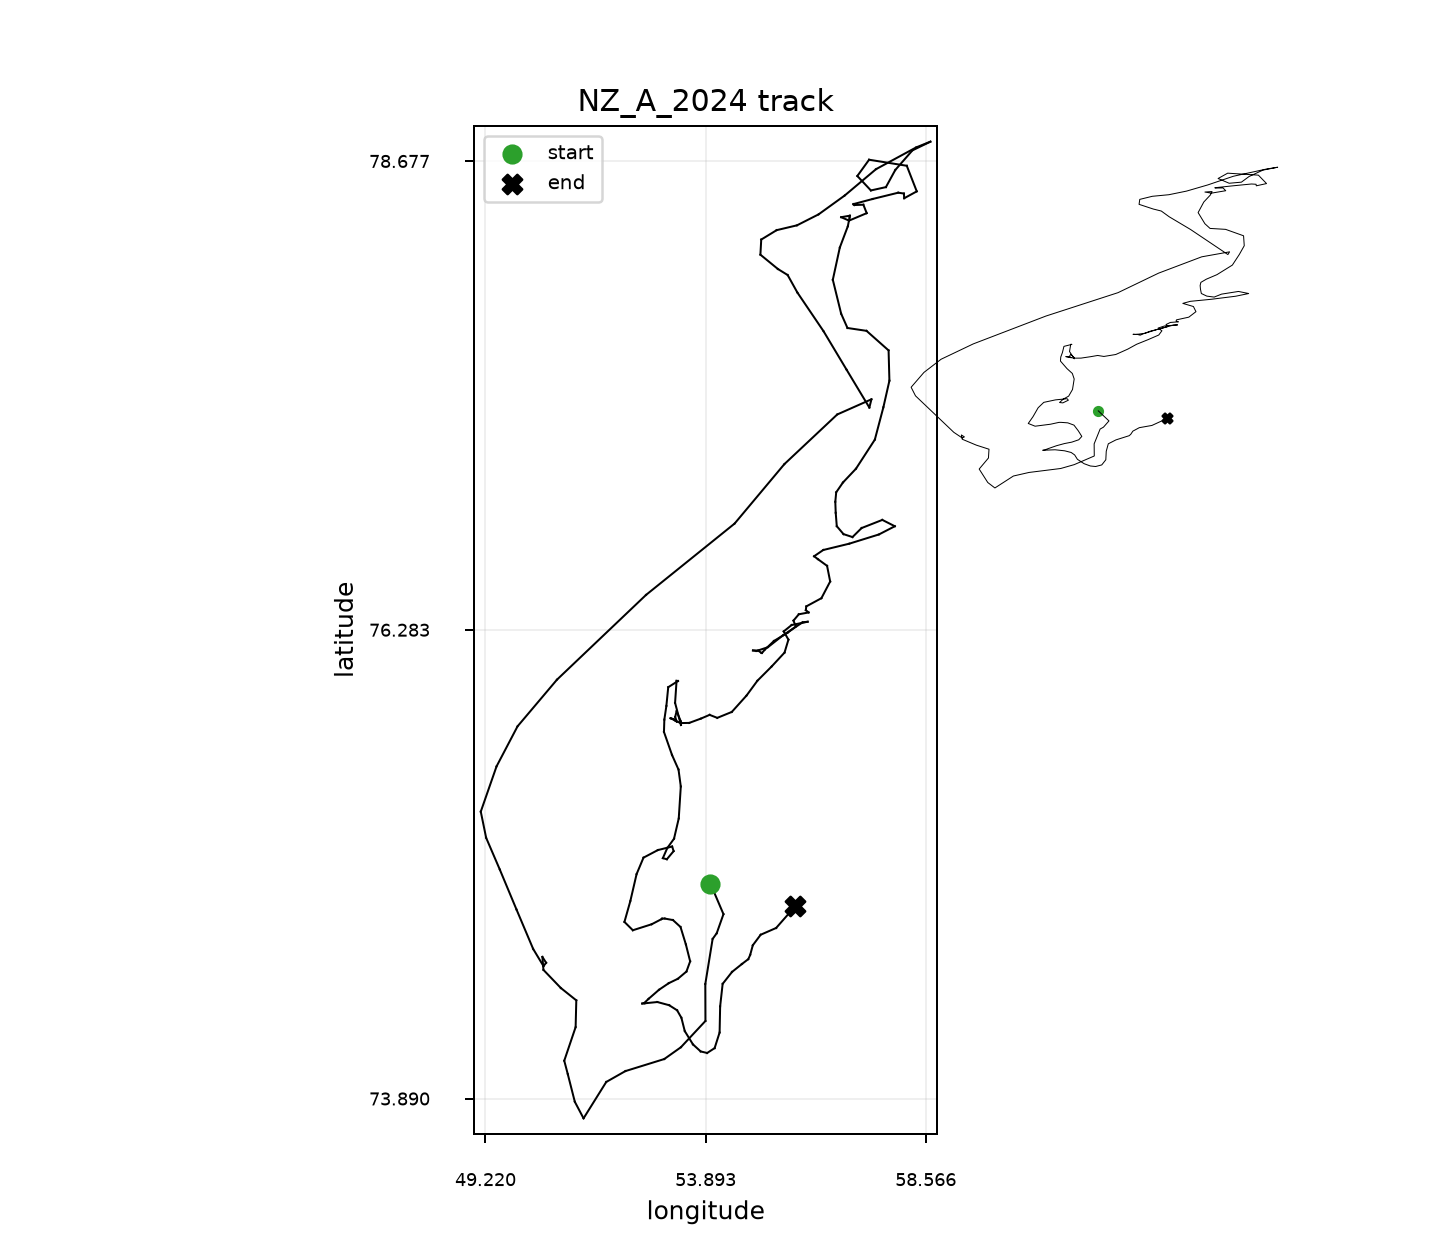 NZ_A_2024 track
start
end
78.677
76.283
73.890
latitude
49.220
53.893
58.566
longitude